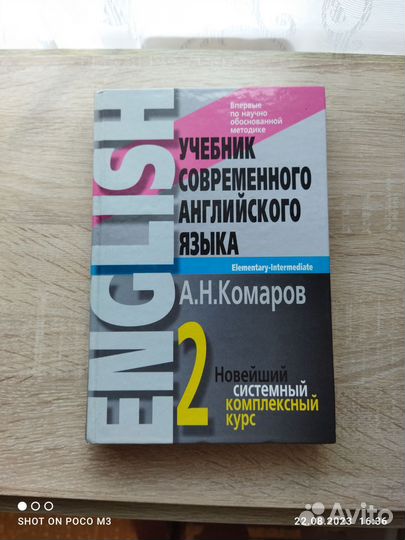 ENGLISH
Впервые
по научно
обоснованной
методике
УЧЕБНИК
СОВРЕМЕННОГО
АНГЛИЙСКОГО
ЯЗЫКА
Elementary-Intermediate
А.Н.Комаров
2
Новейший
системный
комплексный
курс
SHOT ON POCO M3
22.08.2023 16:36
Avito